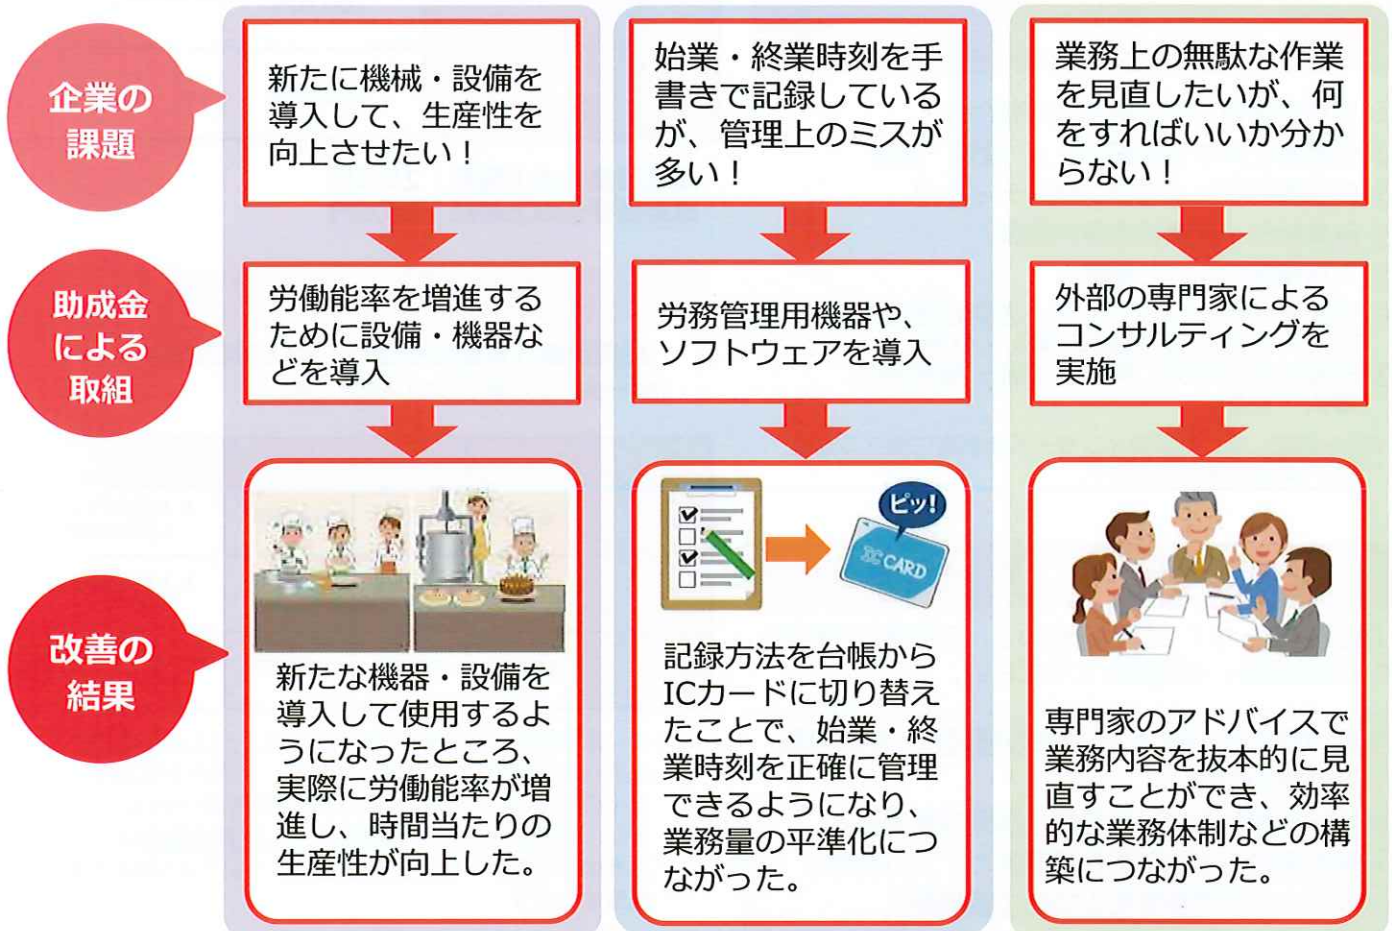 企業の
課題
新たに機械・設備を
導入して、生産性を
向上させたい！
始業・終業時刻を手
書きで記録している
が、管理上のミスが
多い！
業務上の無駄な作業
を見直したいが、何
をすればいいか分か
らない！
助成金
による
取組
労働能率を増進する
ために設備・機器な
どを導入
労務管理用機器や、
ソフトウェアを導入
外部の専門家による
コンサルティングを
実施
改善の
結果
新たな機器・設備を
導入して使用するよ
うになったところ、
実際に労働能率が増
進し、時間当たりの
生産性が向上した。
ピッ!
IC CARD
記録方法を台帳から
ICカードに切り替え
たことで、始業・終
業時刻を正確に管理
できるようになり、
業務量の平準化につ
ながった。
専門家のアドバイスで
業務内容を抜本的に見
直すことができ、効率
的な業務体制などの構
築につながった。